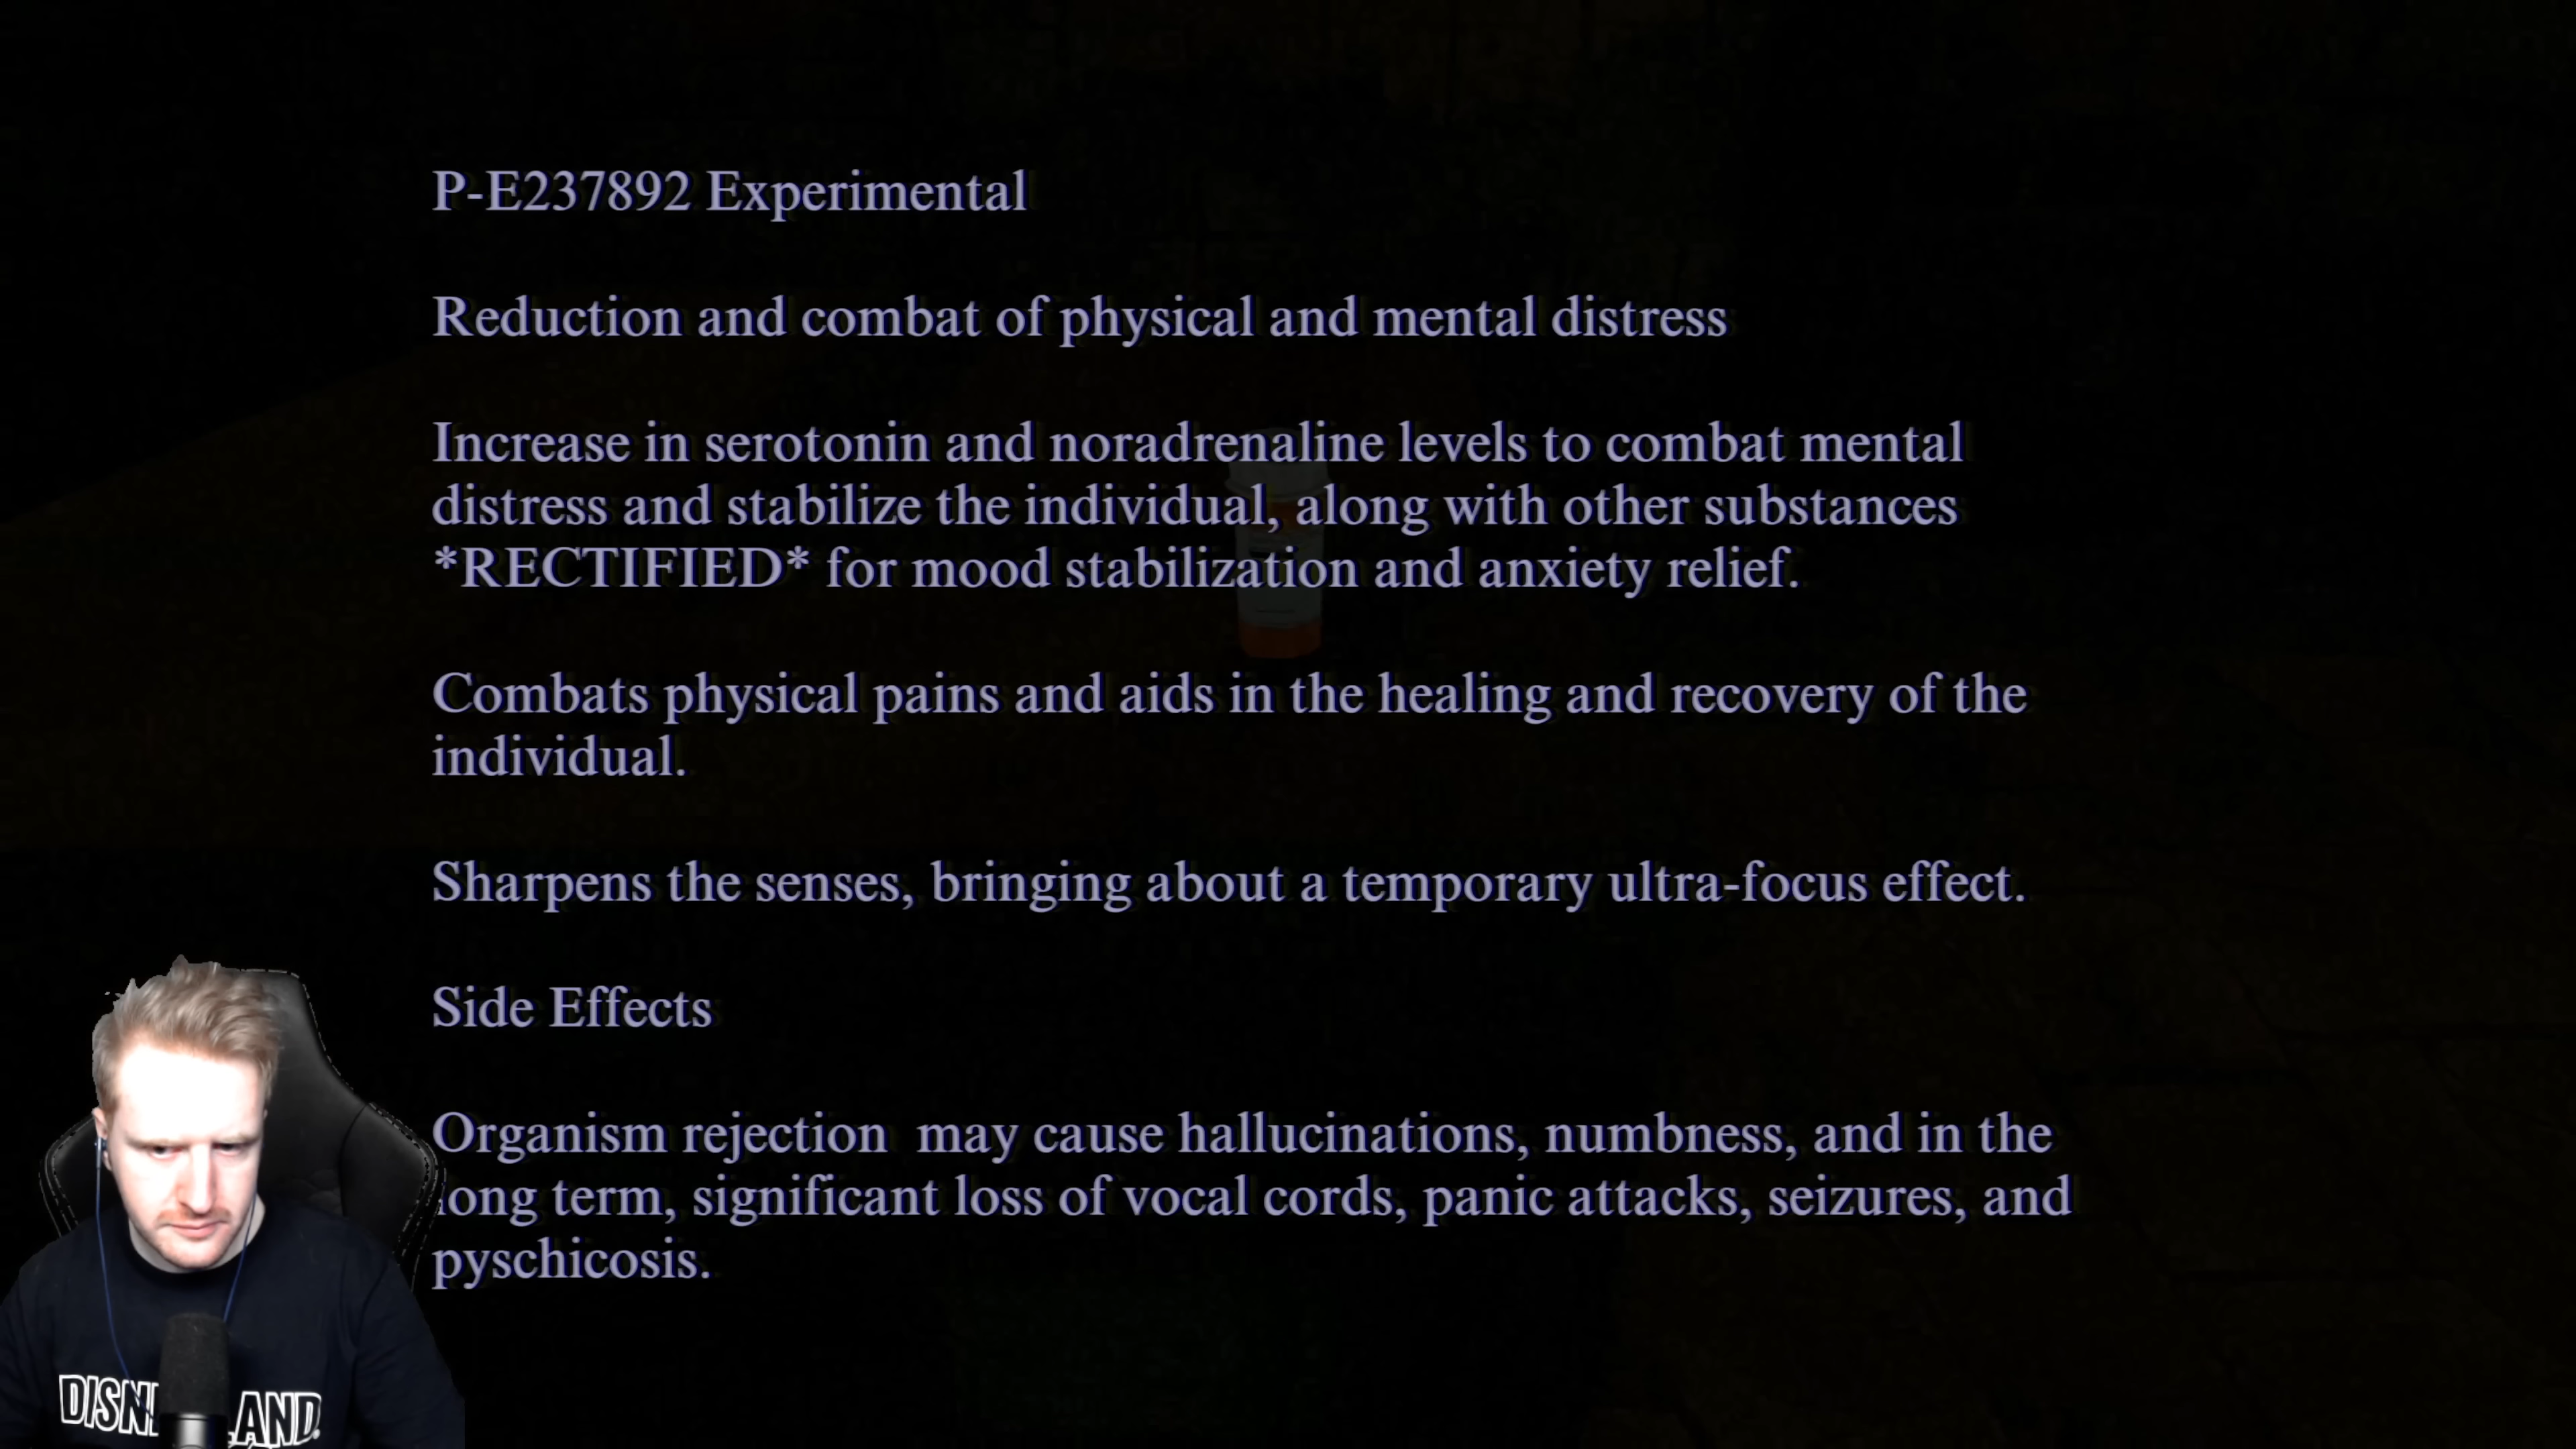 P-E237892 Experimental
Reduction and combat of physical and mental distress
Increase in serotonin and noradrenaline levels to combat mental
distress and stabilize the individual, along with other substances
*RECTIFIED* for mood stabilization and anxiety relief.
Combats physical pains and aids in the healing and recovery of the
individual.
Sharpens the senses, bringing about a temporary ultra-focus effect.
Side Effects
Organism rejection  may cause hallucinations, numbness, and in the
long term, significant loss of vocal cords, panic attacks, seizures, and
pyschicosis.